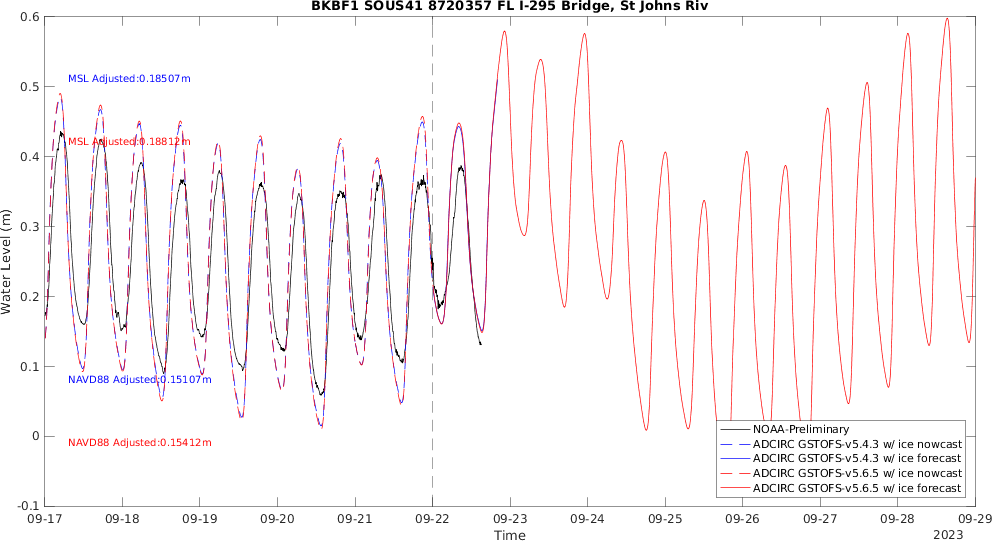 BKBF1 SOUS41 8720357 FL I-295 Bridge, St Johns Riv
0.6
0.5
0.4
0.3
0.2
0.1
0
-0.1
Water Level (m)
MSL Adjusted:0.18507m
MSL Adjusted:0.18812m
NAVD88 Adjusted:0.15107m
NAVD88 Adjusted:0.15412m
NOAA-Preliminary
ADCIRC GSTOFS-v5.4.3 w/ ice nowcast
ADCIRC GSTOFS-v5.4.3 w/ ice forecast
ADCIRC GSTOFS-v5.6.5 w/ ice nowcast
ADCIRC GSTOFS-v5.6.5 w/ ice forecast
09-17 09-18 09-19 09-20 09-21 09-22 09-23 09-24 09-25 09-26 09-27 09-28 09-29
Time
2023